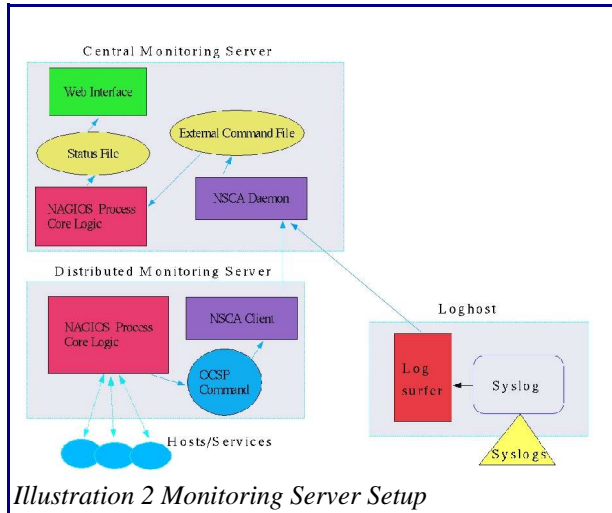 Central Monitoring Server
Web Interface
External Command File
Status File
NAGIOS Process
Core Logic
NSCA Daemon
Distributed Monitoring Server
NAGIOS Process
Core Logic
NSCA Client
OCSP
Command
Hosts/Services
Loghost
Log
surfer
Syslog
Syslogs
Illustration 2 Monitoring Server Setup